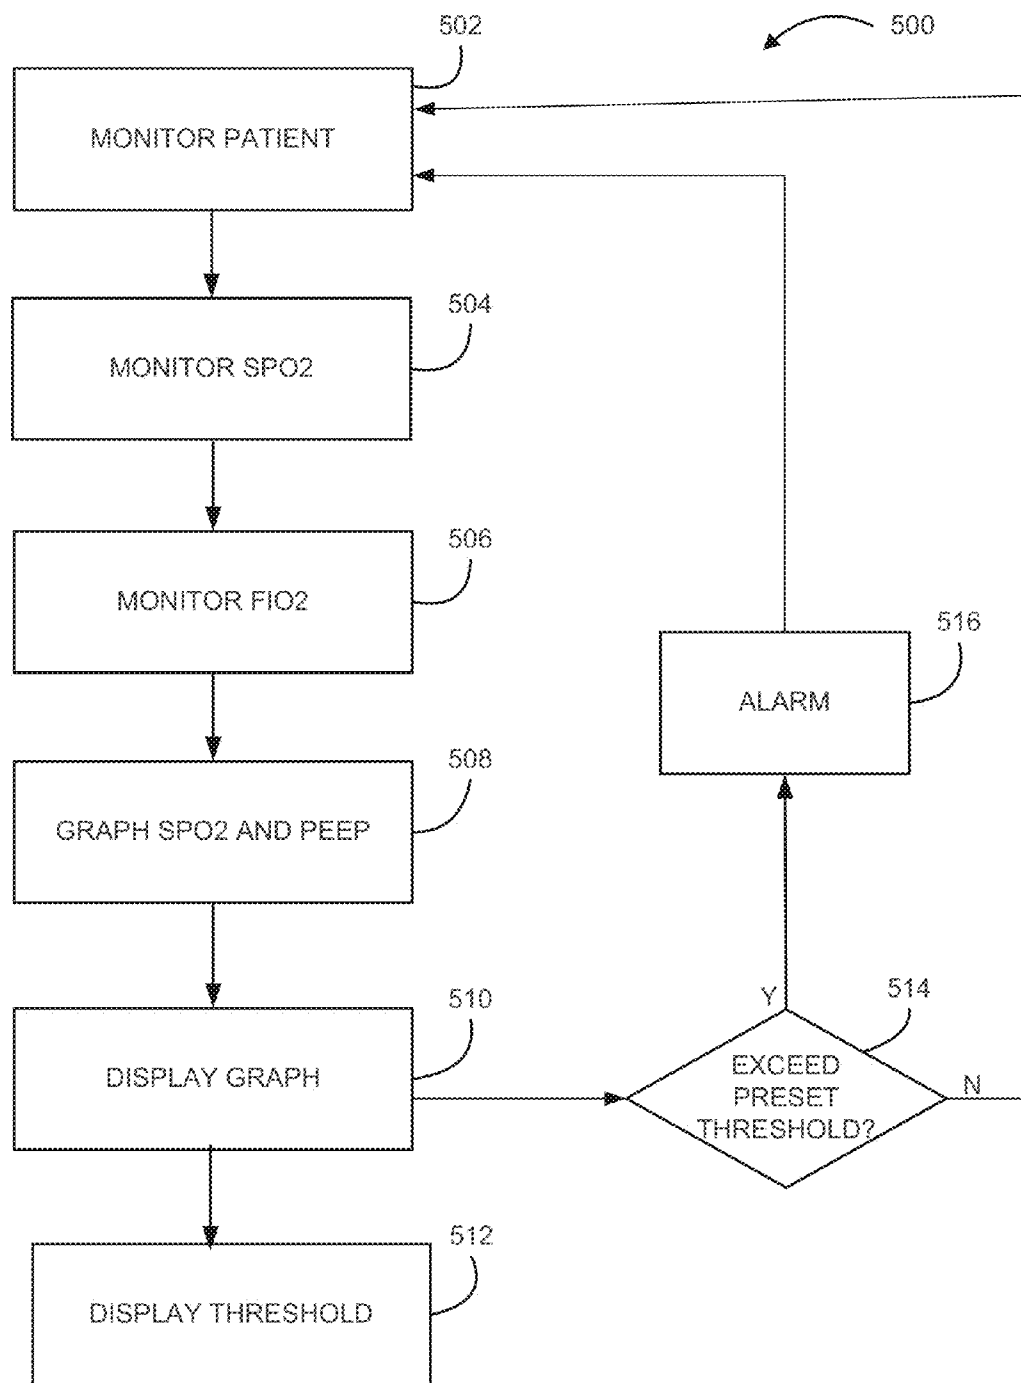 502
500
MONITOR PATIENT
504
MONITOR SPO2
506
MONITOR FIO2
516
ALARM
508
GRAPH SPO2 AND PEEP
510
DISPLAY GRAPH
Y
514
EXCEED
PRESET
THRESHOLD?
N
512
DISPLAY THRESHOLD